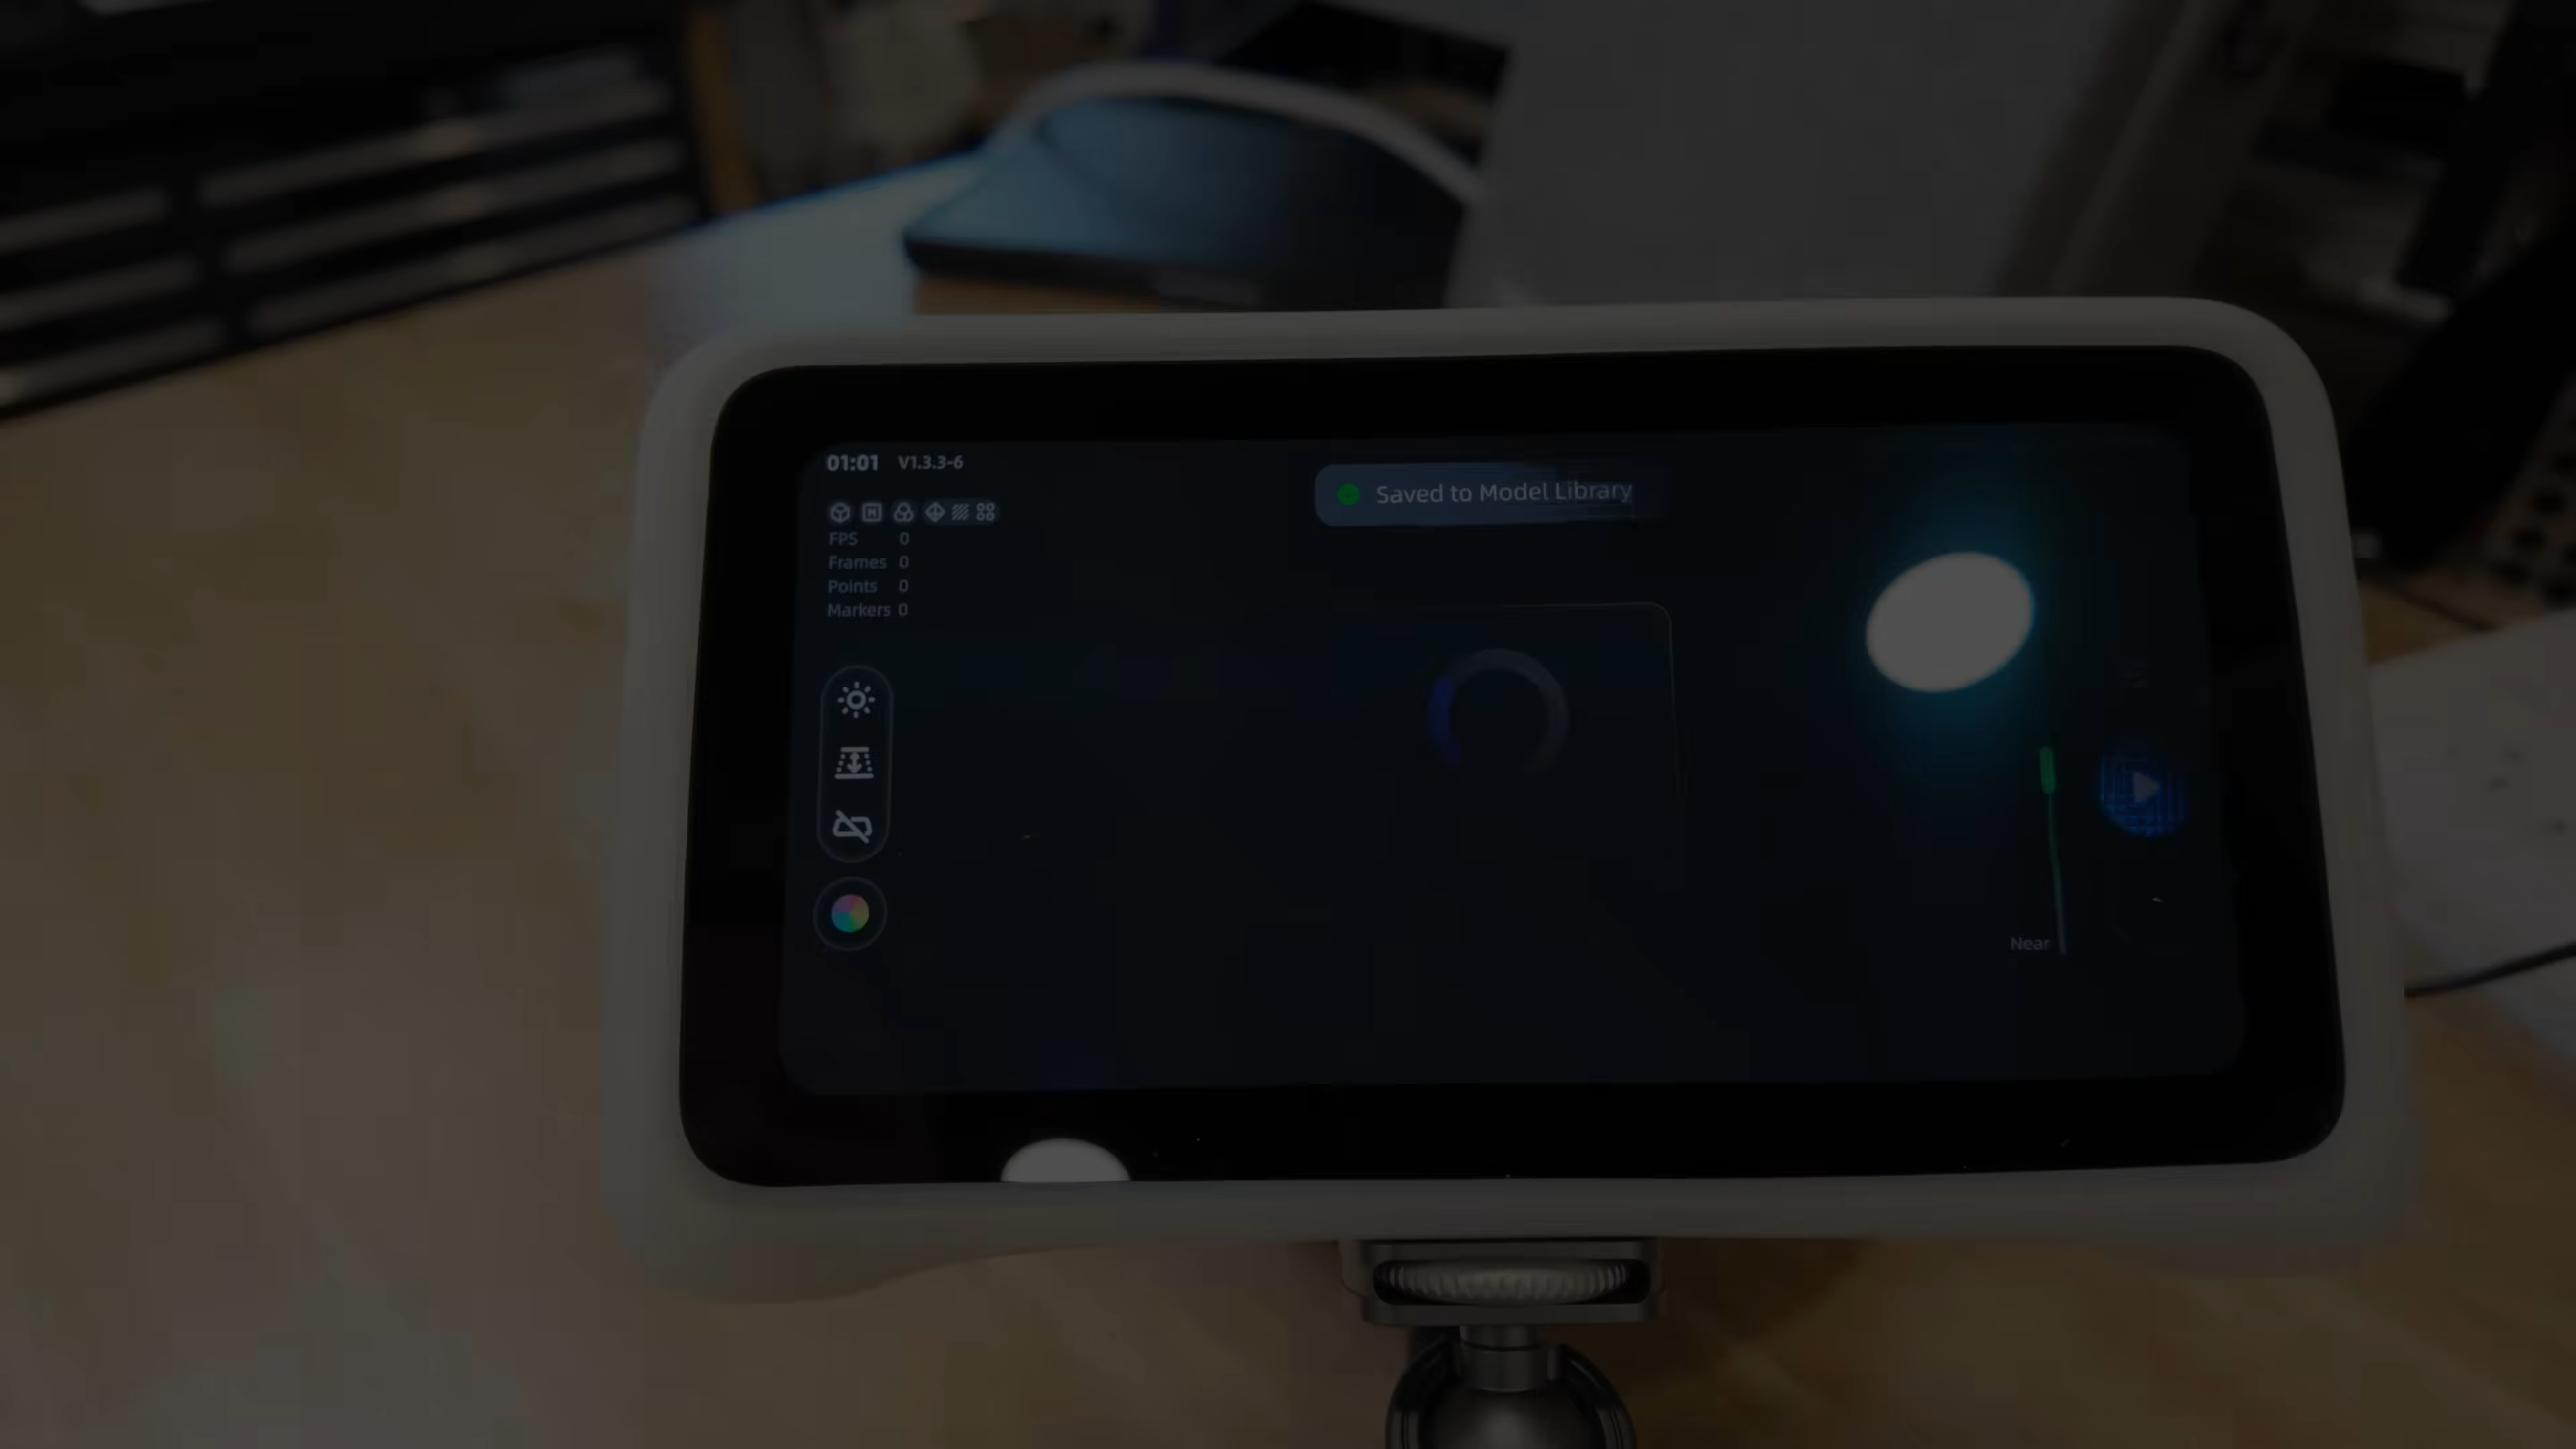 01:01 V1.3.3-6
Saved to Model Library
FPS 0
Frames 0
Points 0
Markers 0
Near